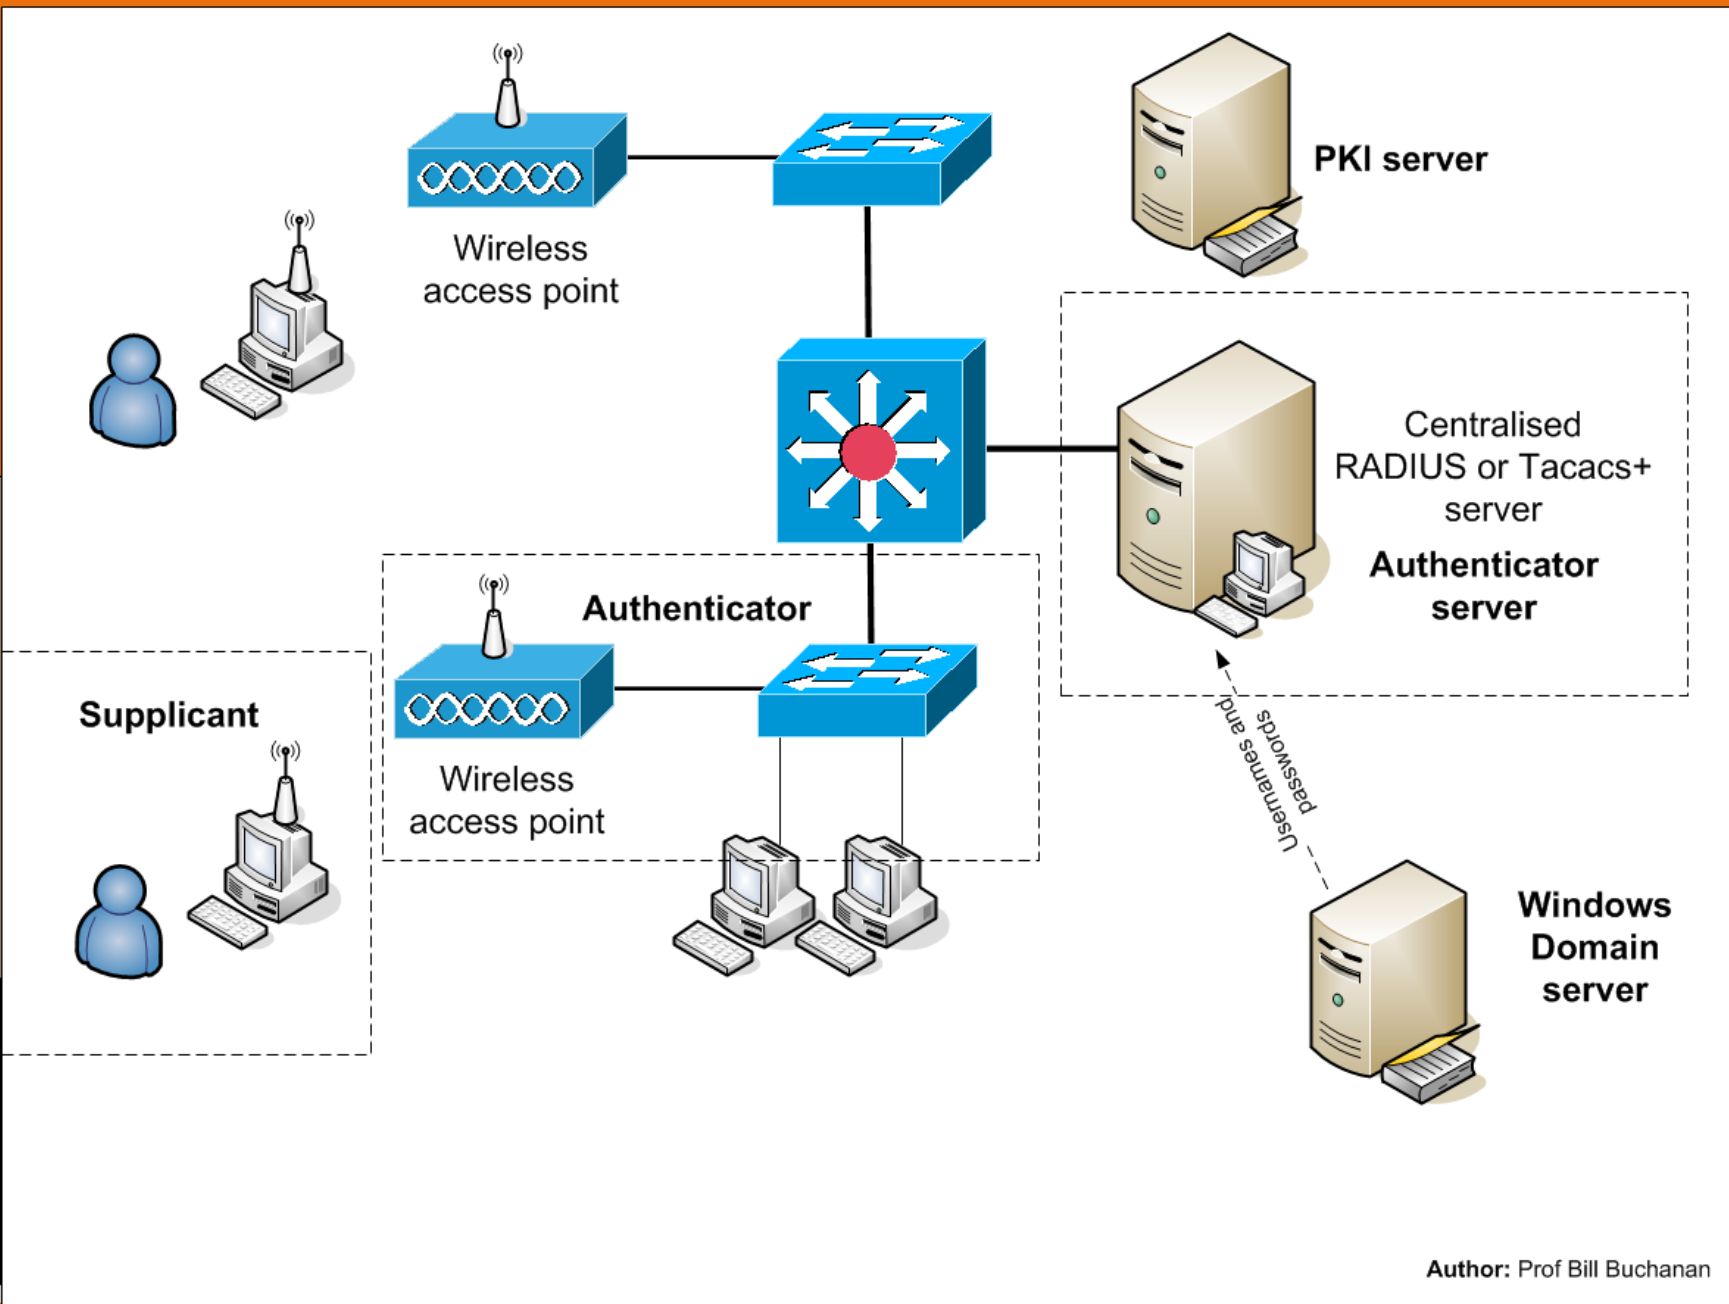 PKI server
Wireless
access point
Centralised
RADIUS or Tacacs+
server
Authenticator
server
Authenticator
Supplicant
Wireless
access point
Usernames and
passwords
Windows
Domain
server
Author: Prof Bill Buchanan